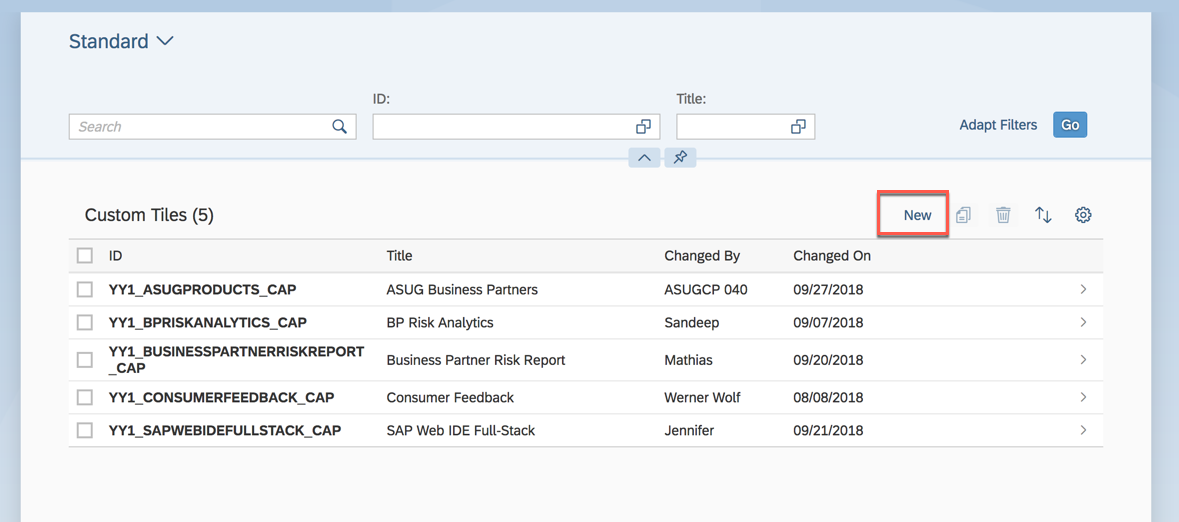 Standard
ID:
Title:
Search
Adapt Filters
Go
Custom Tiles (5)
New
ID Title Changed By Changed On
YY1_ASUGPRODUCTS_CAP ASUG Business Partners ASUGCP 040 09/27/2018
YY1_BPRISKANALYTICS_CAP BP Risk Analytics Sandeep 09/07/2018
YY1_BUSINESSPARTNERRISKREPORT
_CAP Business Partner Risk Report Mathias 09/20/2018
YY1_CONSUMERFEEDBACK_CAP Consumer Feedback Werner Wolf 08/08/2018
YY1_SAPWEBIDEFULLSTACK_CAP SAP Web IDE Full-Stack Jennifer 09/21/2018